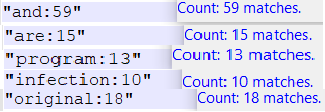 "and:59" Count: 59 matches.
"are:15" Count: 15 matches.
"program:13" Count: 13 matches.
"infection:10" Count: 10 matches.
"original:18" Count: 18 matches.